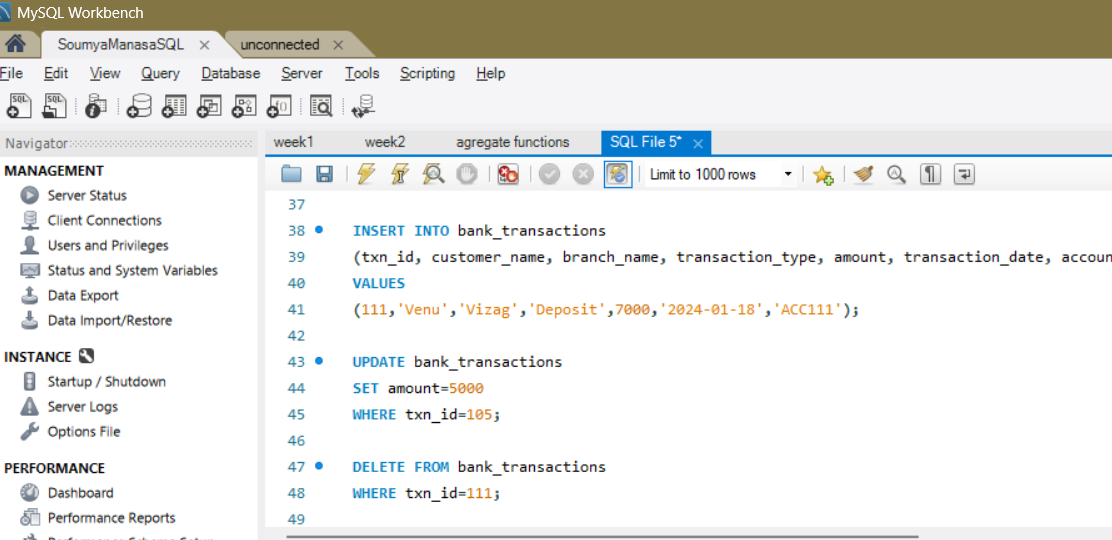 MySQL Workbench
SoumyaManasaSQL
unconnected
File Edit View Query Database Server Tools Scripting Help
Navigator
MANAGEMENT
Server Status
Client Connections
Users and Privileges
Status and System Variables
Data Export
Data Import/Restore
INSTANCE
Startup / Shutdown
Server Logs
Options File
PERFORMANCE
Dashboard
Performance Reports
week1 week2 agregate functions SQL File 5*
Limit to 1000 rows
37
38 INSERT INTO bank_transactions
39 (txn_id, customer_name, branch_name, transaction_type, amount, transaction_date, accoun
40 VALUES
41 (111,'Venu','Vizag','Deposit',7000,'2024-01-18','ACC111');
42
43 UPDATE bank_transactions
44 SET amount=5000
45 WHERE txn_id=105;
46
47 DELETE FROM bank_transactions
48 WHERE txn_id=111;
49